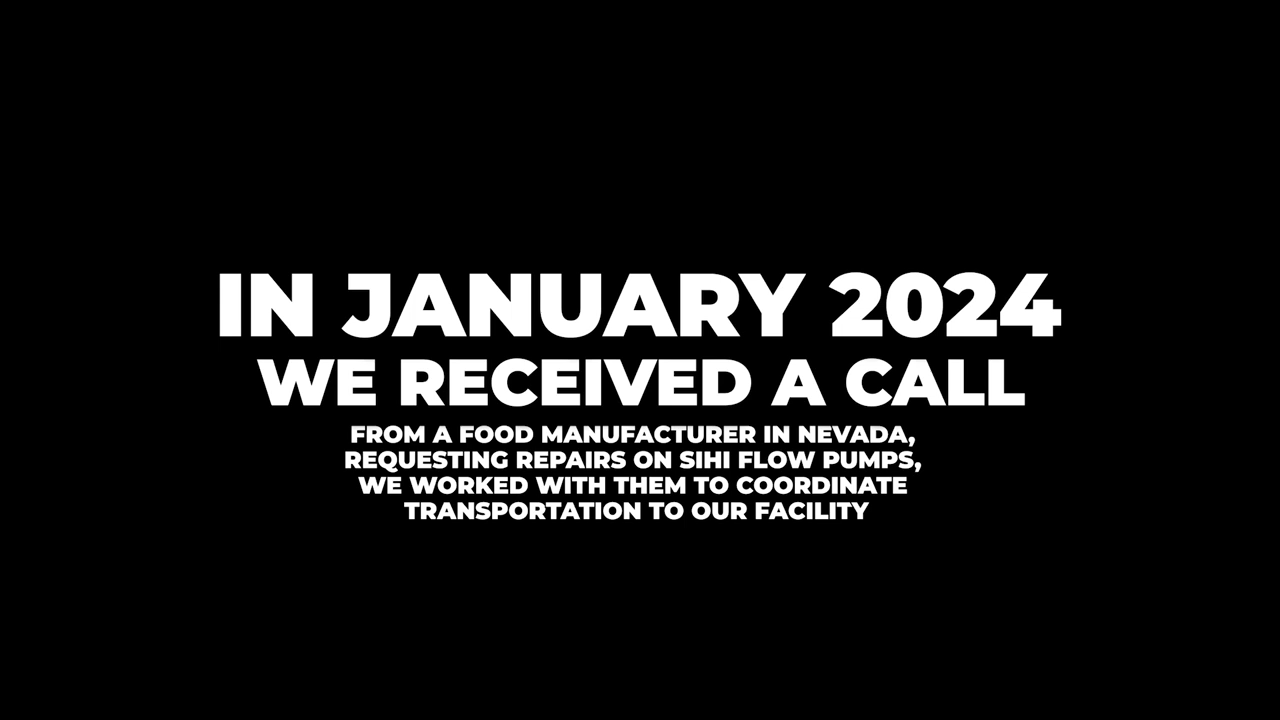 IN JANUARY 2024
WE RECEIVED A CALL
FROM A FOOD MANUFACTURER IN NEVADA,
REQUESTING REPAIRS ON SIHI FLOW PUMPS,
WE WORKED WITH THEM TO COORDINATE
TRANSPORTATION TO OUR FACILITY